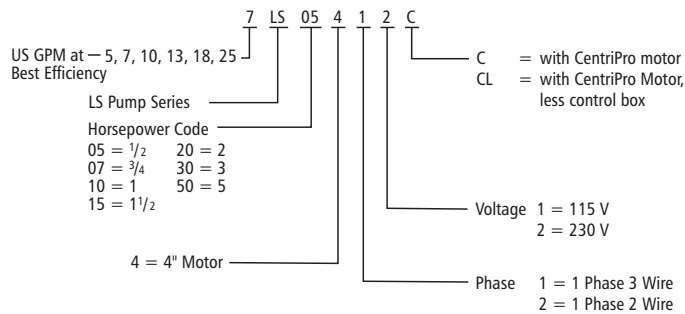 7 LS 05 4 1 2 C
US GPM at — 5, 7, 10, 13, 18, 25
Best Efficiency
LS Pump Series
Horsepower Code
05 = 1/2 20 = 2
07 = 3/4 30 = 3
10 = 1 50 = 5
15 = 1 1/2
4 = 4" Motor
C = with CentriPro motor
CL = with CentriPro Motor,
less control box
Voltage 1 = 115 V
2 = 230 V
Phase 1 = 1 Phase 3 Wire
2 = 1 Phase 2 Wire